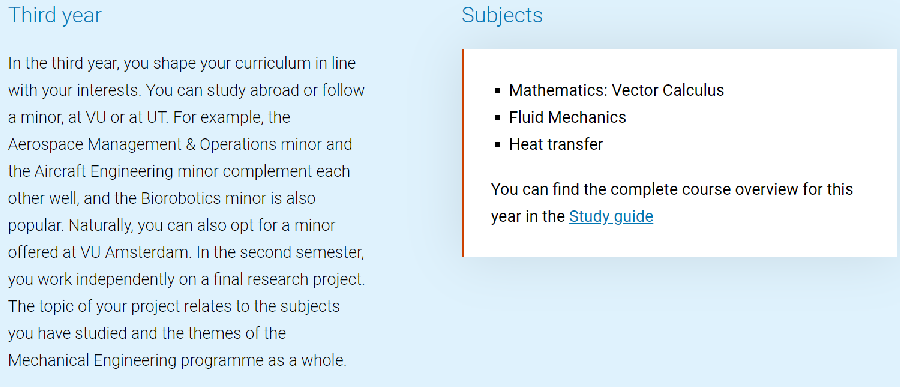 Third year
In the third year, you shape your curriculum in line
with your interests. You can study abroad or follow
a minor, at VU or at UT. For example, the
Aerospace Management & Operations minor and
the Aircraft Engineering minor complement each
other well, and the Biorobotics minor is also
popular. Naturally, you can also opt for a minor
offered at VU Amsterdam. In the second semester,
you work independently on a final research project.
The topic of your project relates to the subjects
you have studied and the themes of the
Mechanical Engineering programme as a whole.
Subjects
▪ Mathematics: Vector Calculus
▪ Fluid Mechanics
▪ Heat transfer
You can find the complete course overview for this
year in the Study guide